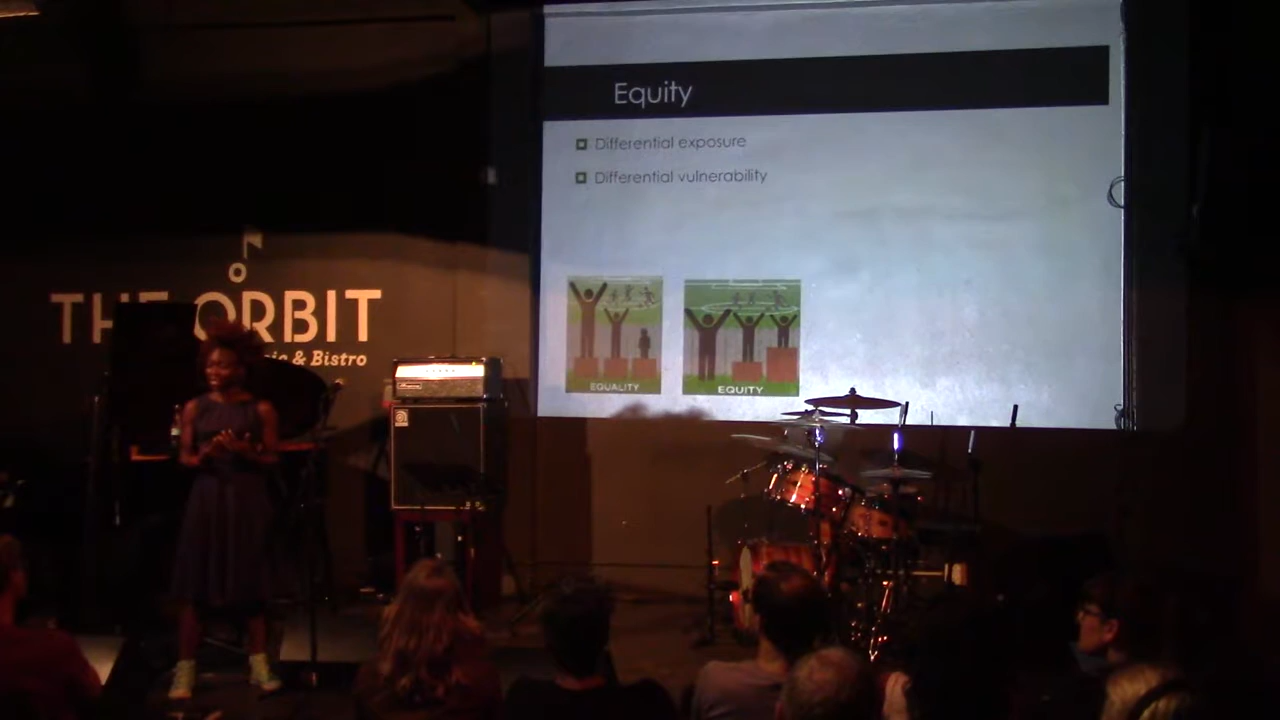 Equity
Differential exposure
Differential vulnerability
EQUALITY
EQUITY
THE ORBIT
& Bistro